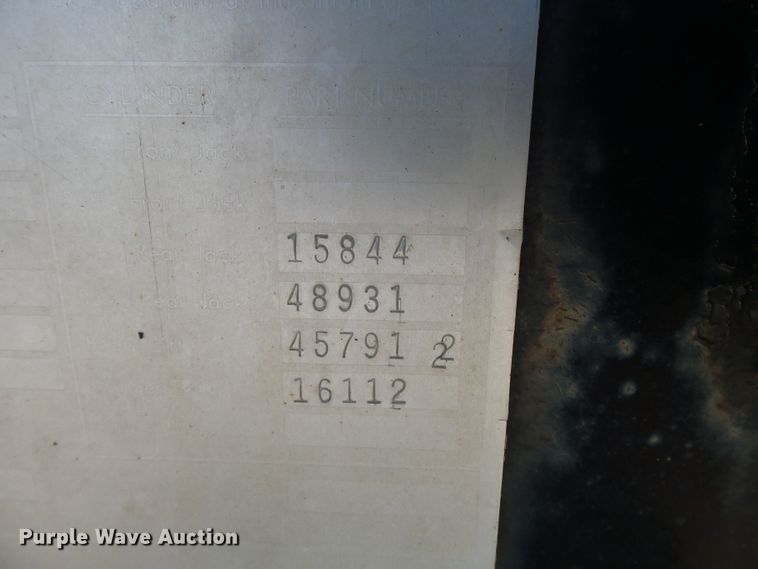 CYLINDER PART NUMBER
Front Jack
Front Jack
Rear Jack 15844
Rear Jack 48931
45791 2 2
16112
Purple Wave Auction